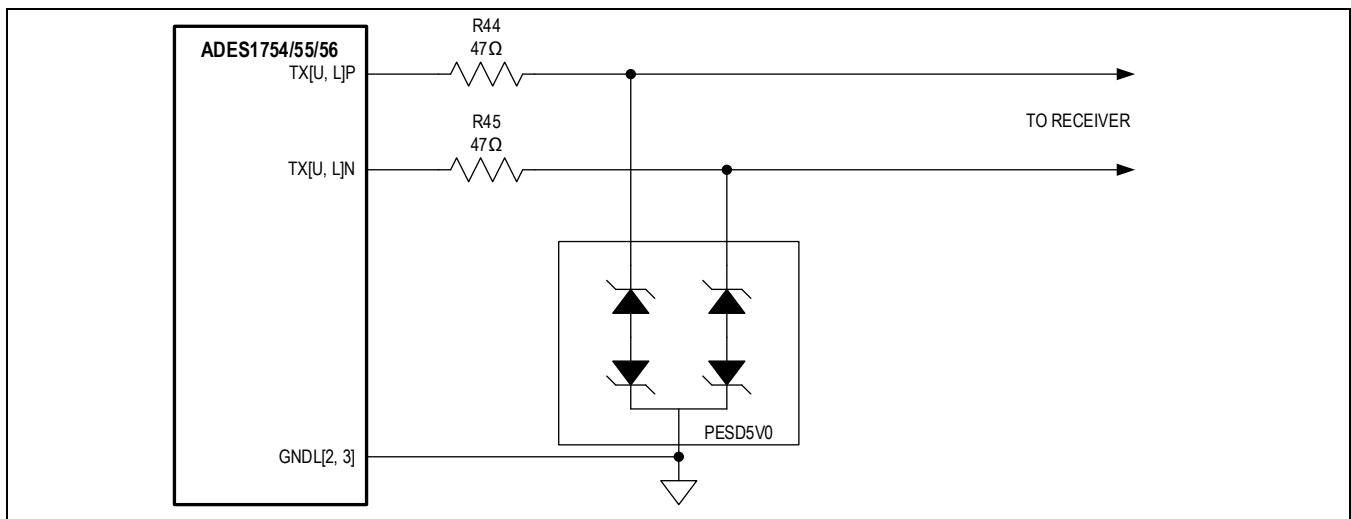 ADES1754/55/56
R44
47Ω
TX[U, L]P
TO RECEIVER
R45
47Ω
TX[U, L]N
PESD5V0
GNDL[2, 3]